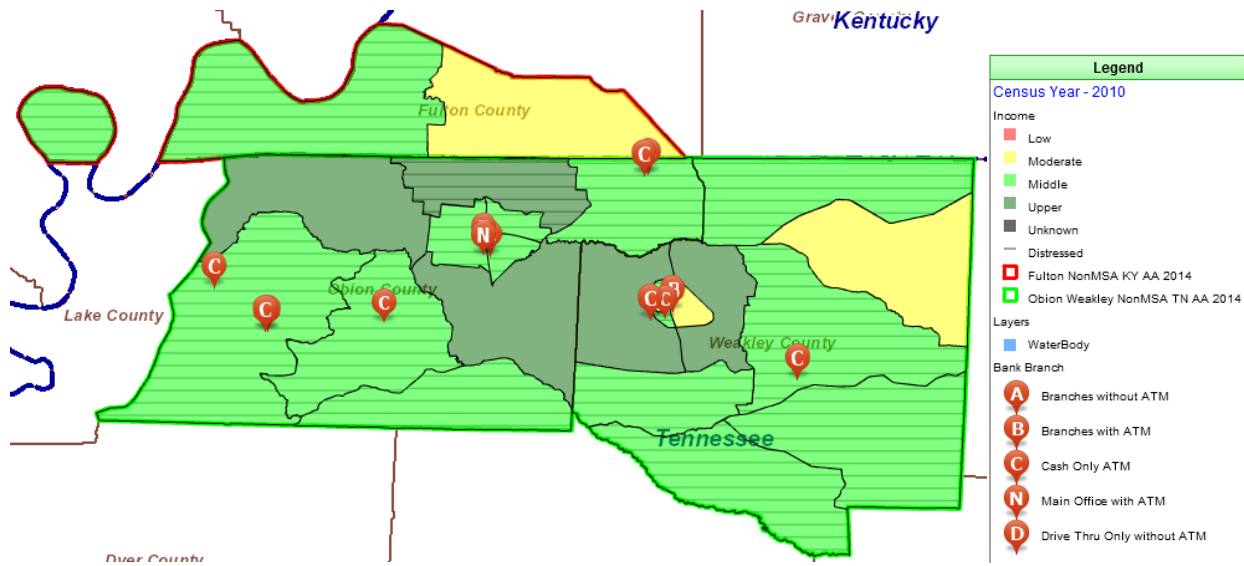 Graves County
Kentucky
Fulton County
Obion County
Lake County
Weakley County
Tennessee
Dyer County
C
C
C
C
N
C
C
B
C
Legend
Census Year - 2010
Income
Low
Moderate
Middle
Upper
Unknown
Distressed
Fulton NonMSA KY AA 2014
Obion Weakley NonMSA TN AA 2014
Layers
WaterBody
Bank Branch
A Branches without ATM
B Branches with ATM
C Cash Only ATM
N Main Office with ATM
D Drive Thru Only without ATM